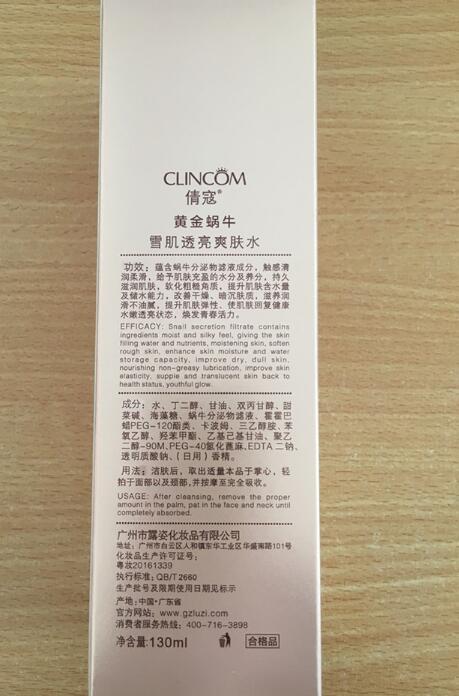 CLINCOM
倩寇®
黄金蜗牛
雪肌透亮爽肤水
功效：蕴含蜗牛分泌物滤液成分，触感清
润柔滑，给予肌肤充盈的水分及养分，持久
滋润肌肤，软化粗糙角质，提升肌肤含水量
及储水能力，改善干燥、暗沉肤质，滋养润
滑不油腻，提升肌肤弹性、使肌肤回复健康
水嫩透亮状态，焕发青春活力。
EFFICACY: Snail secretion filtrate contains
ingredients moist and silky feel, giving the skin
filling water and nutrients, moistening skin, soften
rough skin, enhance skin moisture and water
storage capacity, improve dry, dull skin,
nourishing non-greasy lubrication, improve skin
elasticity, supple and translucent skin back to
health status, youthful glow.
成分：水、丁二醇、甘油、双丙甘醇、甜
菜碱、海藻糖、蜗牛分泌物滤液、霍霍巴
蜡PEG-120酯类、卡波姆、三乙醇胺、苯
氧乙醇、羟苯甲酯、乙基己基甘油、聚乙
二醇-90M、PEG-40氢化蓖麻、EDTA二钠、
透明质酸钠、（日用）香精。
用法：洁肤后，取出适量本品于掌心，轻
拍于面部以及颈部，并按摩至完全吸收。
USAGE: After cleansing, remove the proper
amount in the palm, pat in the face and neck until
completely absorbed.
广州市露姿化妆品有限公司
地址：广州市白云区人和镇东华工业区华盛南路101号
化妆品生产许可证号：
粤妆20161339
执行标准：QB/T 2660
生产批号及限期使用日期见标示
产地：中国·广东省
官方网站：www.gzluzi.com
消费者服务热线：400-716-3898
净含量：130ml 合格品